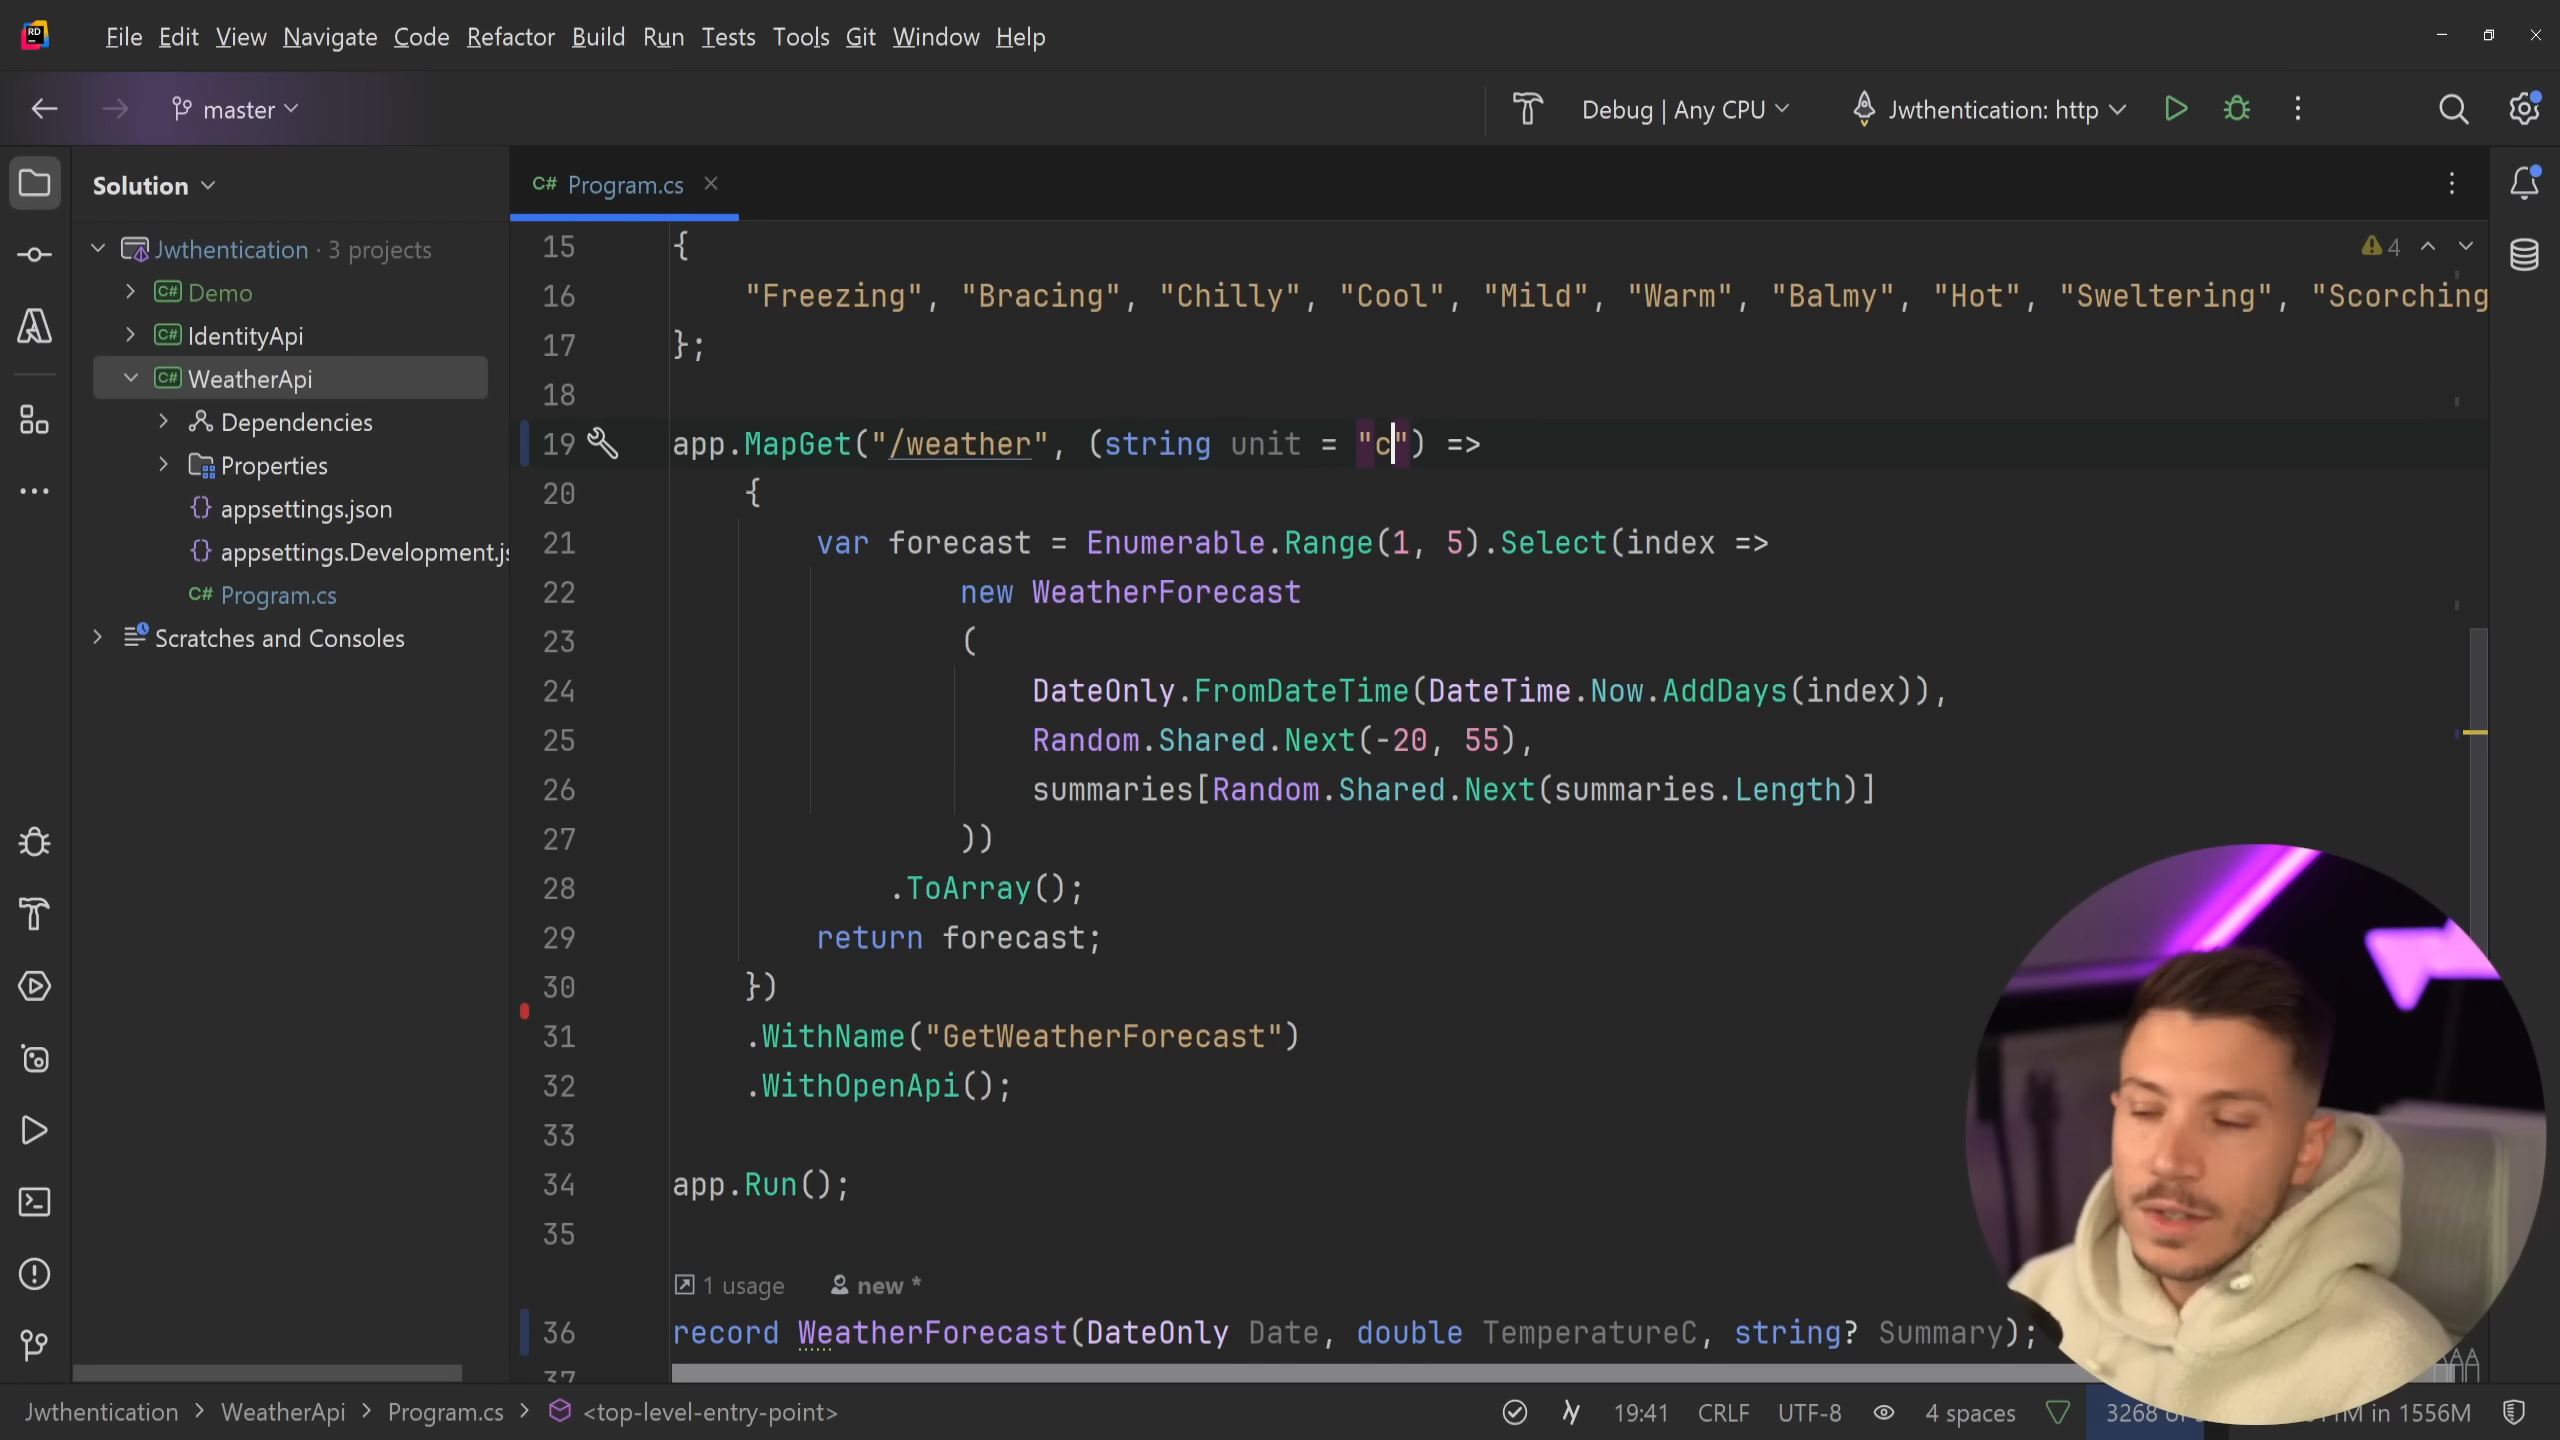 RD File Edit View Navigate Code Refactor Build Run Tests Tools Git Window Help
master Debug | Any CPU Jwthentication: http
Solution
C# Program.cs
Jwthentication · 3 projects
C# Demo
C# IdentityApi
C# WeatherApi
Dependencies
Properties
{} appsettings.json
{} appsettings.Development.js
C# Program.cs
Scratches and Consoles
4
15 {
16 "Freezing", "Bracing", "Chilly", "Cool", "Mild", "Warm", "Balmy", "Hot", "Sweltering", "Scorching
17 };
18
19 app.MapGet("/weather", (string unit = "c") =>
20 {
21 var forecast = Enumerable.Range(1, 5).Select(index =>
22 new WeatherForecast
23 (
24 DateOnly.FromDateTime(DateTime.Now.AddDays(index)),
25 Random.Shared.Next(-20, 55),
26 summaries[Random.Shared.Next(summaries.Length)]
27 ))
28 .ToArray();
29 return forecast;
30 })
31 .WithName("GetWeatherForecast")
32 .WithOpenApi();
33
34 app.Run();
35
1 usage new *
36 record WeatherForecast(DateOnly Date, double TemperatureC, string? Summary);
37
Jwthentication > WeatherApi > Program.cs > <top-level-entry-point>
19:41 CRLF UTF-8 4 spaces 3268 in 1556M